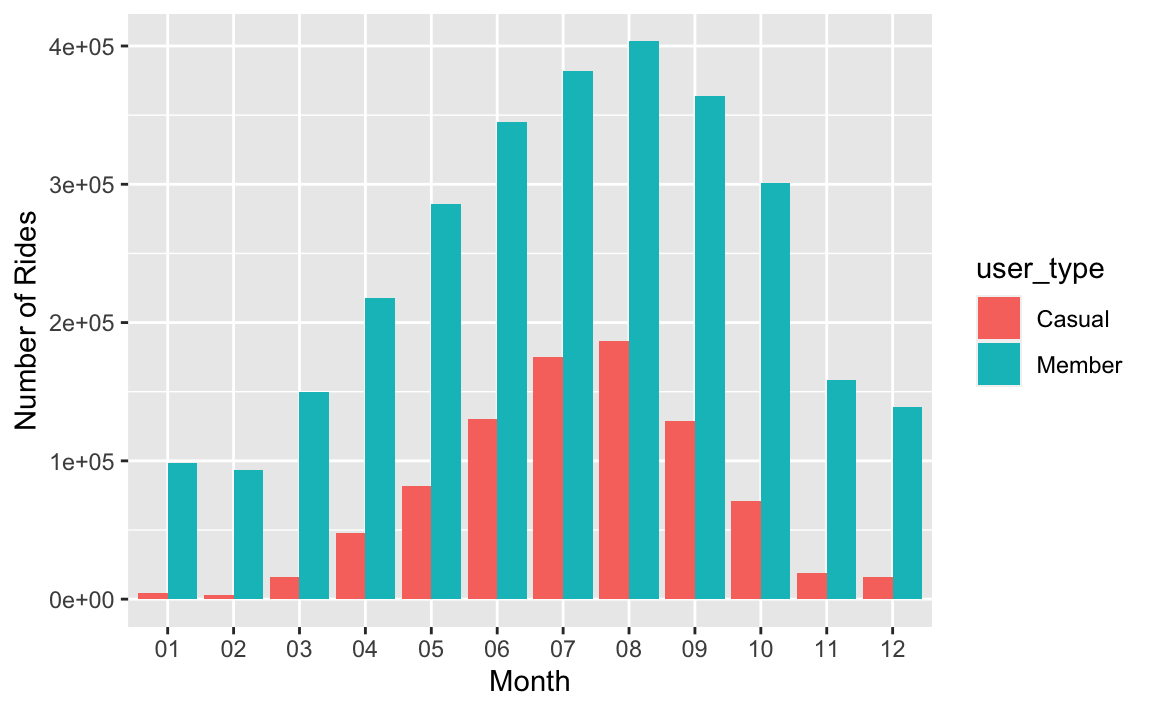 4e+05
3e+05
2e+05
1e+05
0e+00
Number of Rides
01 02 03 04 05 06 07 08 09 10 11 12
Month
user_type
Casual
Member